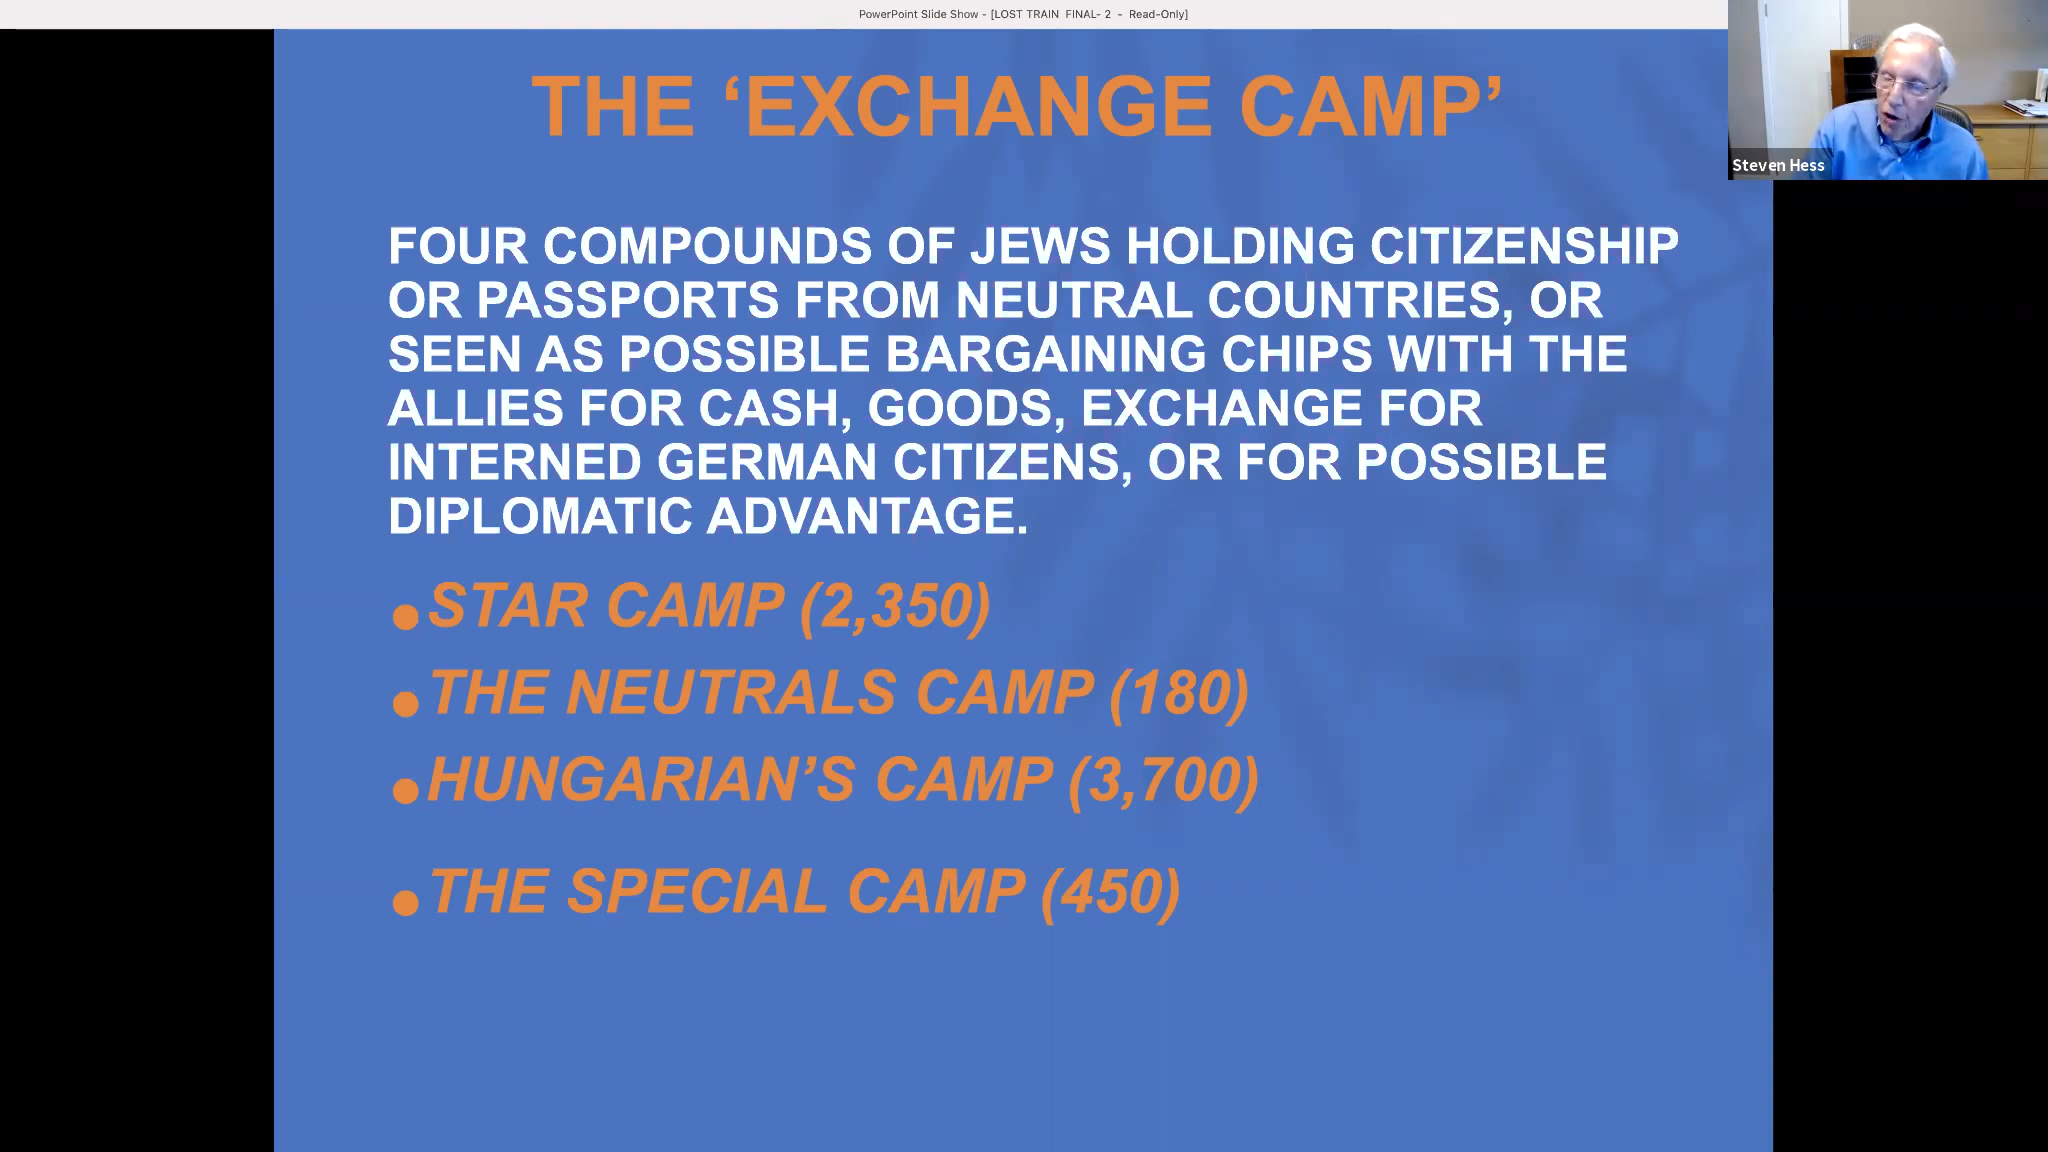 PowerPoint Slide Show - [LOST TRAIN FINAL- 2 - Read-Only]
THE ‘EXCHANGE CAMP’
Steven Hess
FOUR COMPOUNDS OF JEWS HOLDING CITIZENSHIP
OR PASSPORTS FROM NEUTRAL COUNTRIES, OR
SEEN AS POSSIBLE BARGAINING CHIPS WITH THE
ALLIES FOR CASH, GOODS, EXCHANGE FOR
INTERNED GERMAN CITIZENS, OR FOR POSSIBLE
DIPLOMATIC ADVANTAGE.
•STAR CAMP (2,350)
•THE NEUTRALS CAMP (180)
•HUNGARIAN’S CAMP (3,700)
•THE SPECIAL CAMP (450)